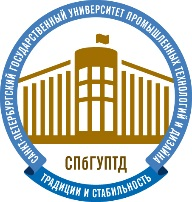 САНКТ-ПЕТЕРБУРГСКИЙ ГОСУДАРСТВЕННЫЙ УНИВЕРСИТЕТ ПРОМЫШЛЕННЫХ ТЕХНОЛОГИЙ И ДИЗАЙНА
СПбГУПТД
ТРАДИЦИИ И СТАБИЛЬНОСТЬ